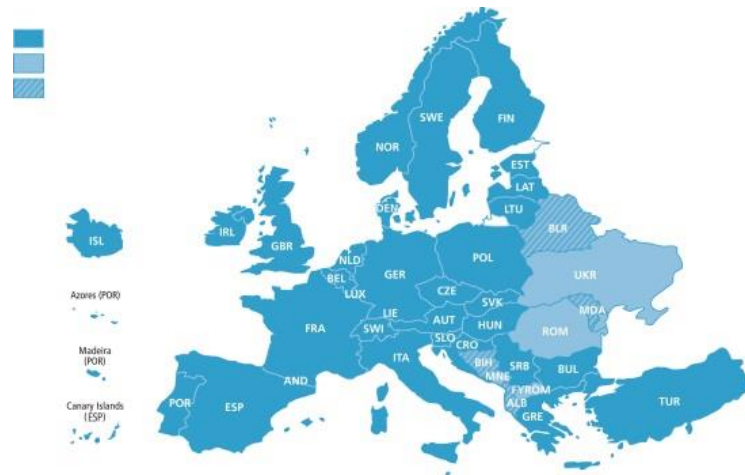 SWE
FIN
NOR
EST
LAT
DEN
LTU
IRL
ISL
GBR
BLR
NLD
POL
BEL
GER
UKR
Azores (POR)
LUX
CZE
SVK
MDA
LIE
AUT
HUN
ROM
FRA
SWI
SLO
CRO
Madeira
(POR)
ITA
BIH
SRB
MNE
BUL
AND
FYROM
POR
ESP
ALB
TUR
Canary Islands
(ESP)
GRE